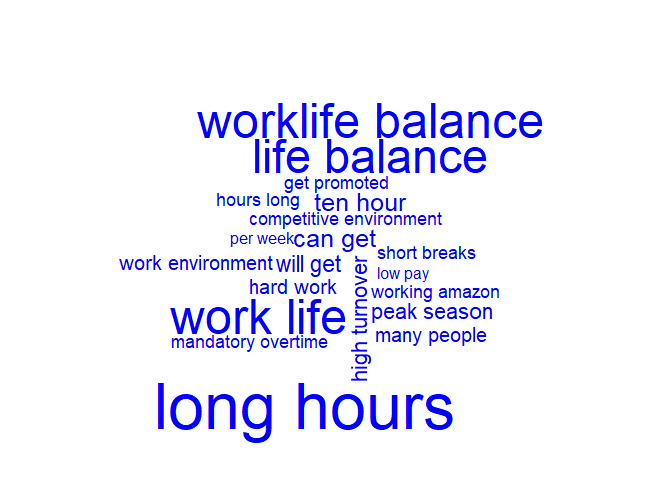 worklife balance
life balance
get promoted
hours long
ten hour
competitive environment
per week
can get
short breaks
work environment
will get
low pay
hard work
working amazon
high turnover
work life
peak season
many people
mandatory overtime
long hours